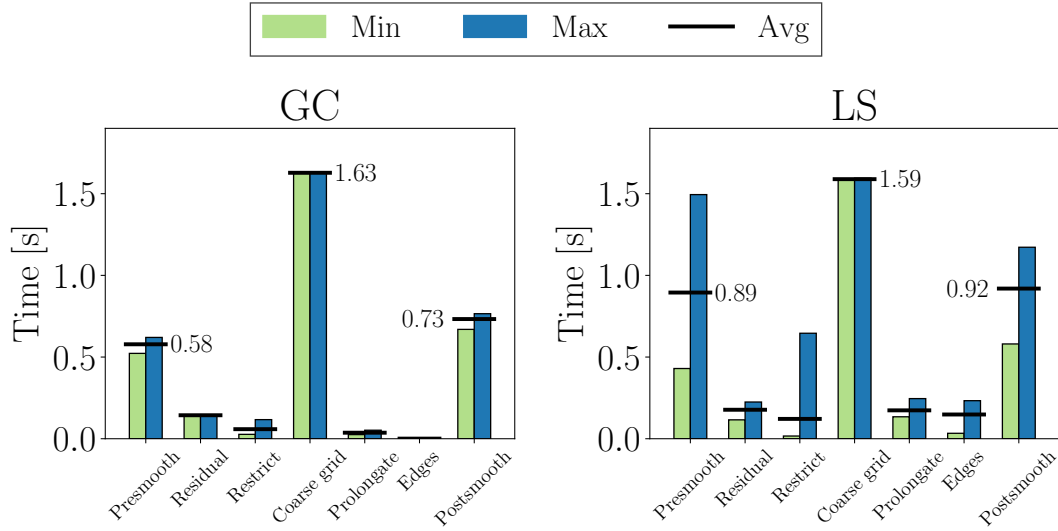 Min Max Avg
GC
Time [s]
1.5
1.0
0.5
0.0
1.63
0.58
0.73
Presmooth
Residual
Restrict
Coarse grid
Prolongate
Edges
Postsmooth
LS
Time [s]
1.5
1.0
0.5
0.0
1.59
0.89
0.92
Presmooth
Residual
Restrict
Coarse grid
Prolongate
Edges
Postsmooth